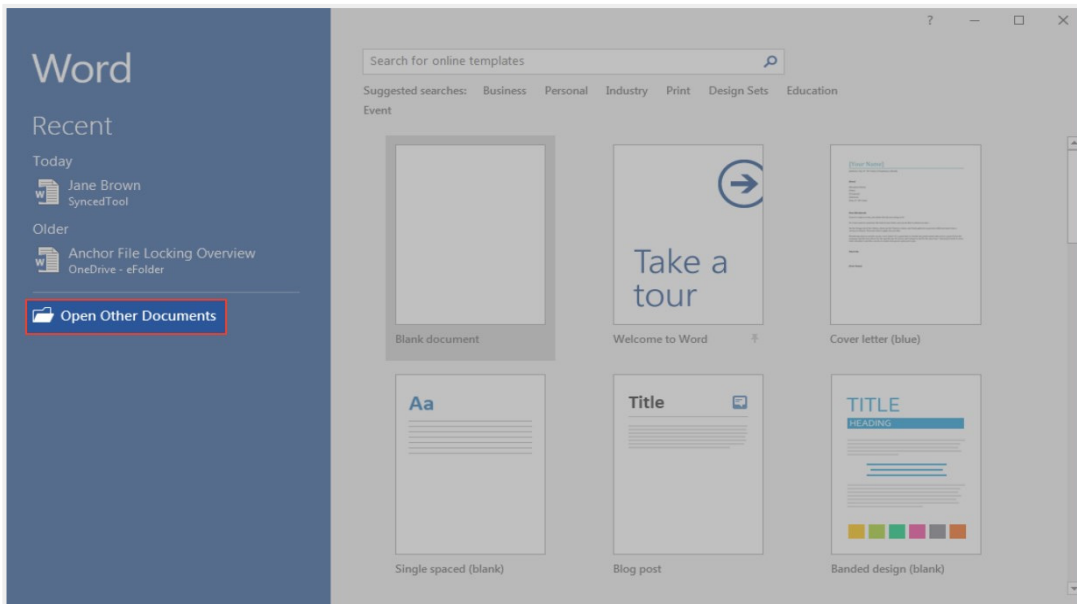 ?
Word
Recent
Today
Jane Brown
SyncedTool
Older
Anchor File Locking Overview
OneDrive - eFolder
Open Other Documents
Search for online templates
Suggested searches: Business Personal Industry Print Design Sets Education
Event
Blank document
Take a
tour
Welcome to Word
[Your Name]
Cover letter (blue)
Aa
Single spaced (blank)
Title
Blog post
TITLE
HEADING
Banded design (blank)